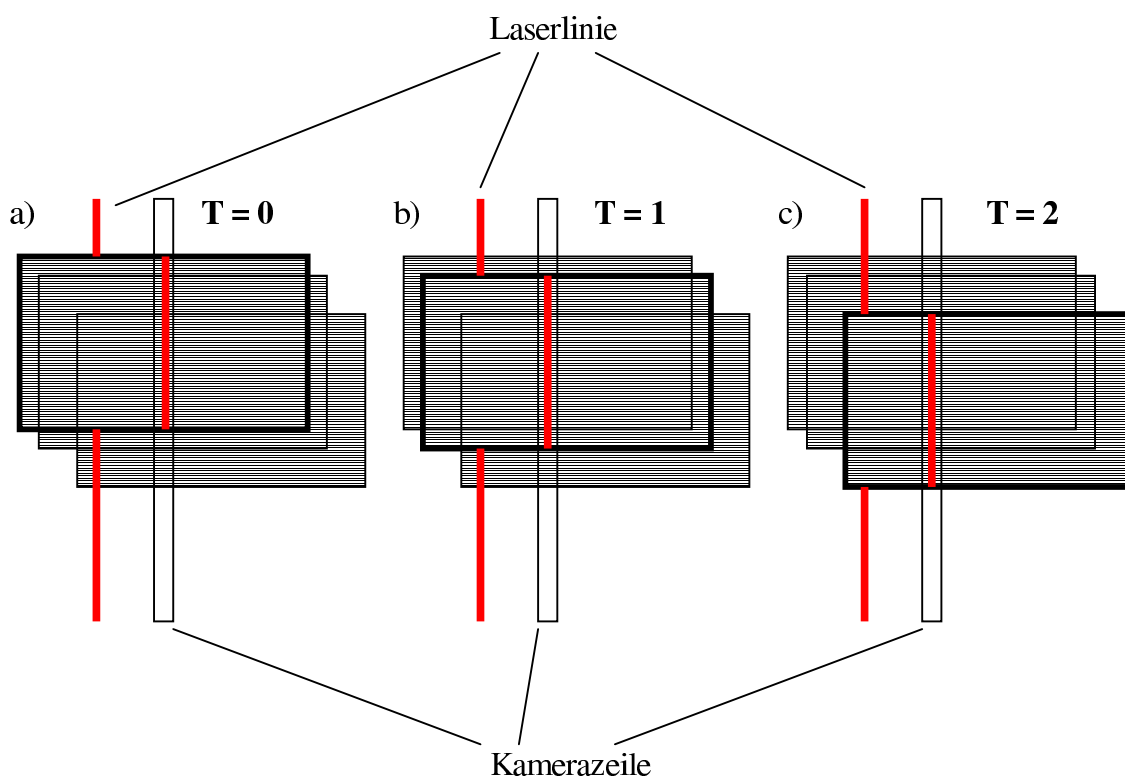 Laserlinie
a) T = 0 b) T = 1 c) T = 2
Kamerazeile